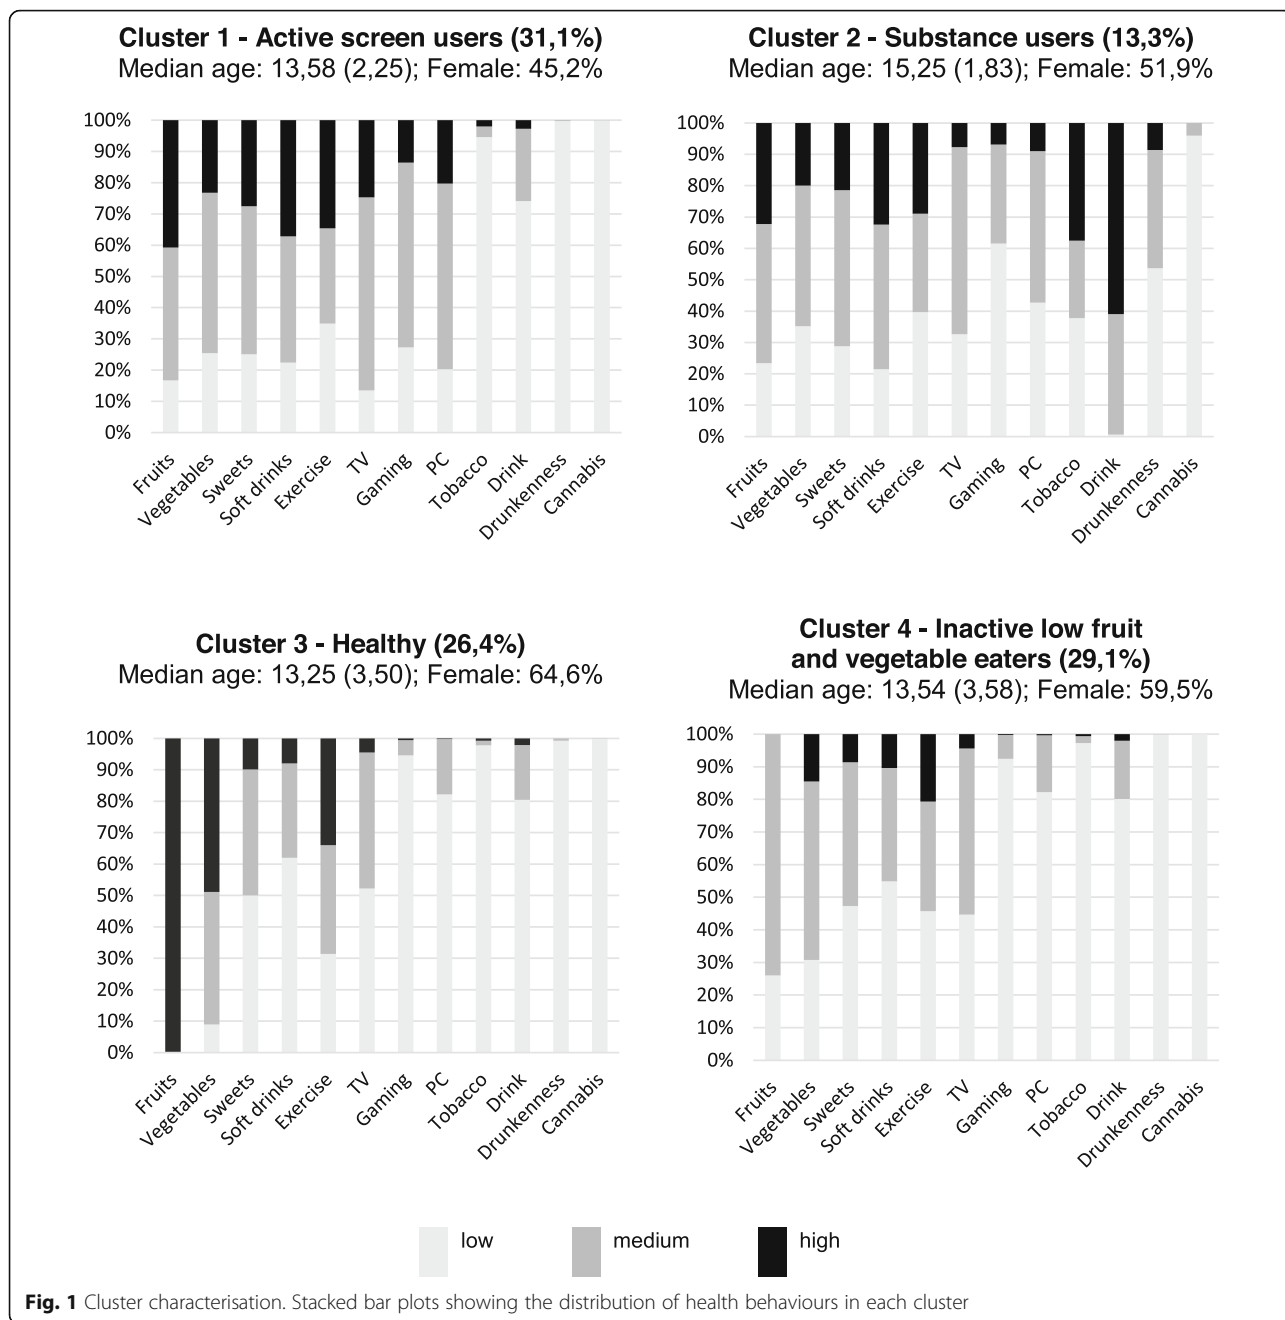 Cluster 1 - Active screen users (31,1%)
Median age: 13,58 (2,25); Female: 45,2%
100%
90%
80%
70%
60%
50%
40%
30%
20%
10%
0%
Fruits
Vegetables
Sweets
Soft drinks
Exercise
TV
Gaming
PC
Tobacco
Drink
Drunkenness
Cannabis
Cluster 2 - Substance users (13,3%)
Median age: 15,25 (1,83); Female: 51,9%
100%
90%
80%
70%
60%
50%
40%
30%
20%
10%
0%
Fruits
Vegetables
Sweets
Soft drinks
Exercise
TV
Gaming
PC
Tobacco
Drink
Drunkenness
Cannabis
Cluster 3 - Healthy (26,4%)
Median age: 13,25 (3,50); Female: 64,6%
100%
90%
80%
70%
60%
50%
40%
30%
20%
10%
0%
Fruits
Vegetables
Sweets
Soft drinks
Exercise
TV
Gaming
PC
Tobacco
Drink
Drunkenness
Cannabis
Cluster 4 - Inactive low fruit
and vegetable eaters (29,1%)
Median age: 13,54 (3,58); Female: 59,5%
100%
90%
80%
70%
60%
50%
40%
30%
20%
10%
0%
Fruits
Vegetables
Sweets
Soft drinks
Exercise
TV
Gaming
PC
Tobacco
Drink
Drunkenness
Cannabis
low
medium
high
Fig. 1 Cluster characterisation. Stacked bar plots showing the distribution of health behaviours in each cluster